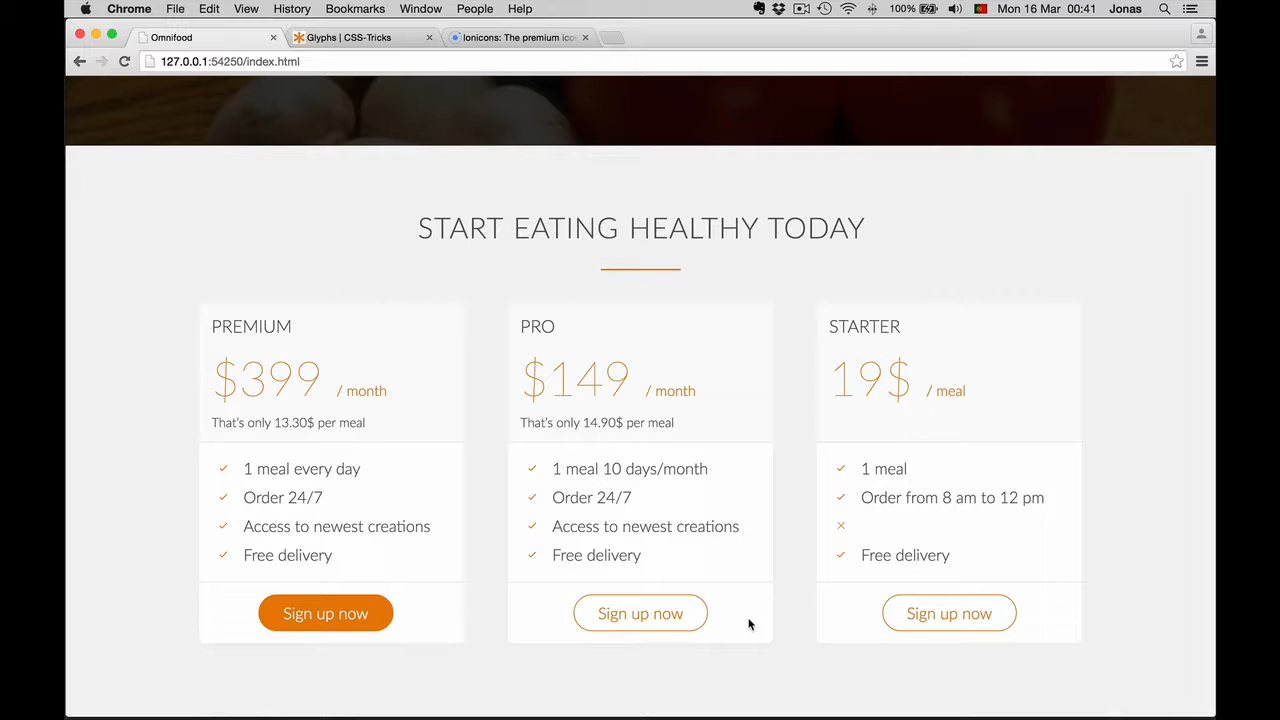 Chrome File Edit View History Bookmarks Window People Help 100% Mon 16 Mar 00:41 Jonas
Omnifood Glyphs | CSS-Tricks Ionicons: The premium ico
127.0.0.1:54250/index.html
START EATING HEALTHY TODAY
PREMIUM
$399 / month
That's only 13.30$ per meal
1 meal every day
Order 24/7
Access to newest creations
Free delivery
Sign up now
PRO
$149 / month
That's only 14.90$ per meal
1 meal 10 days/month
Order 24/7
Access to newest creations
Free delivery
Sign up now
STARTER
19$ / meal
1 meal
Order from 8 am to 12 pm
Free delivery
Sign up now